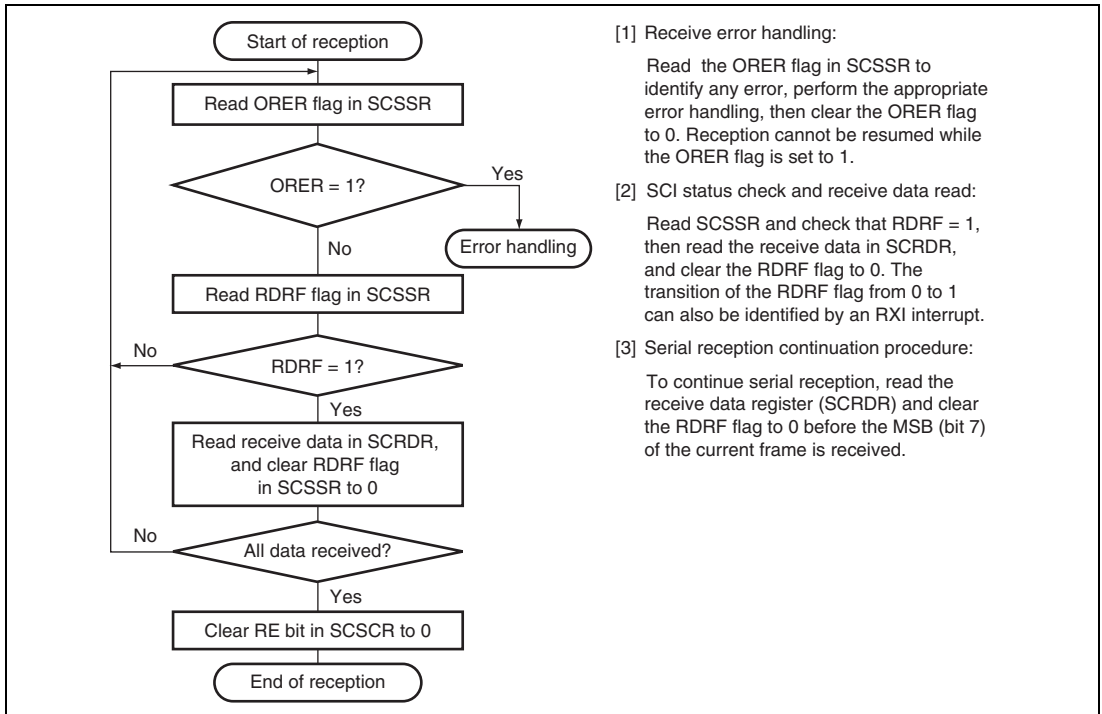 Start of reception
Read ORER flag in SCSSR
ORER = 1?
Yes
Error handling
No
Read RDRF flag in SCSSR
No
RDRF = 1?
Yes
Read receive data in SCRDR,
and clear RDRF flag
in SCSSR to 0
No
All data received?
Yes
Clear RE bit in SCSCR to 0
End of reception
[1] Receive error handling:
Read the ORER flag in SCSSR to
identify any error, perform the appropriate
error handling, then clear the ORER flag
to 0. Reception cannot be resumed while
the ORER flag is set to 1.
[2] SCI status check and receive data read:
Read SCSSR and check that RDRF = 1,
then read the receive data in SCRDR,
and clear the RDRF flag to 0. The
transition of the RDRF flag from 0 to 1
can also be identified by an RXI interrupt.
[3] Serial reception continuation procedure:
To continue serial reception, read the
receive data register (SCRDR) and clear
the RDRF flag to 0 before the MSB (bit 7)
of the current frame is received.